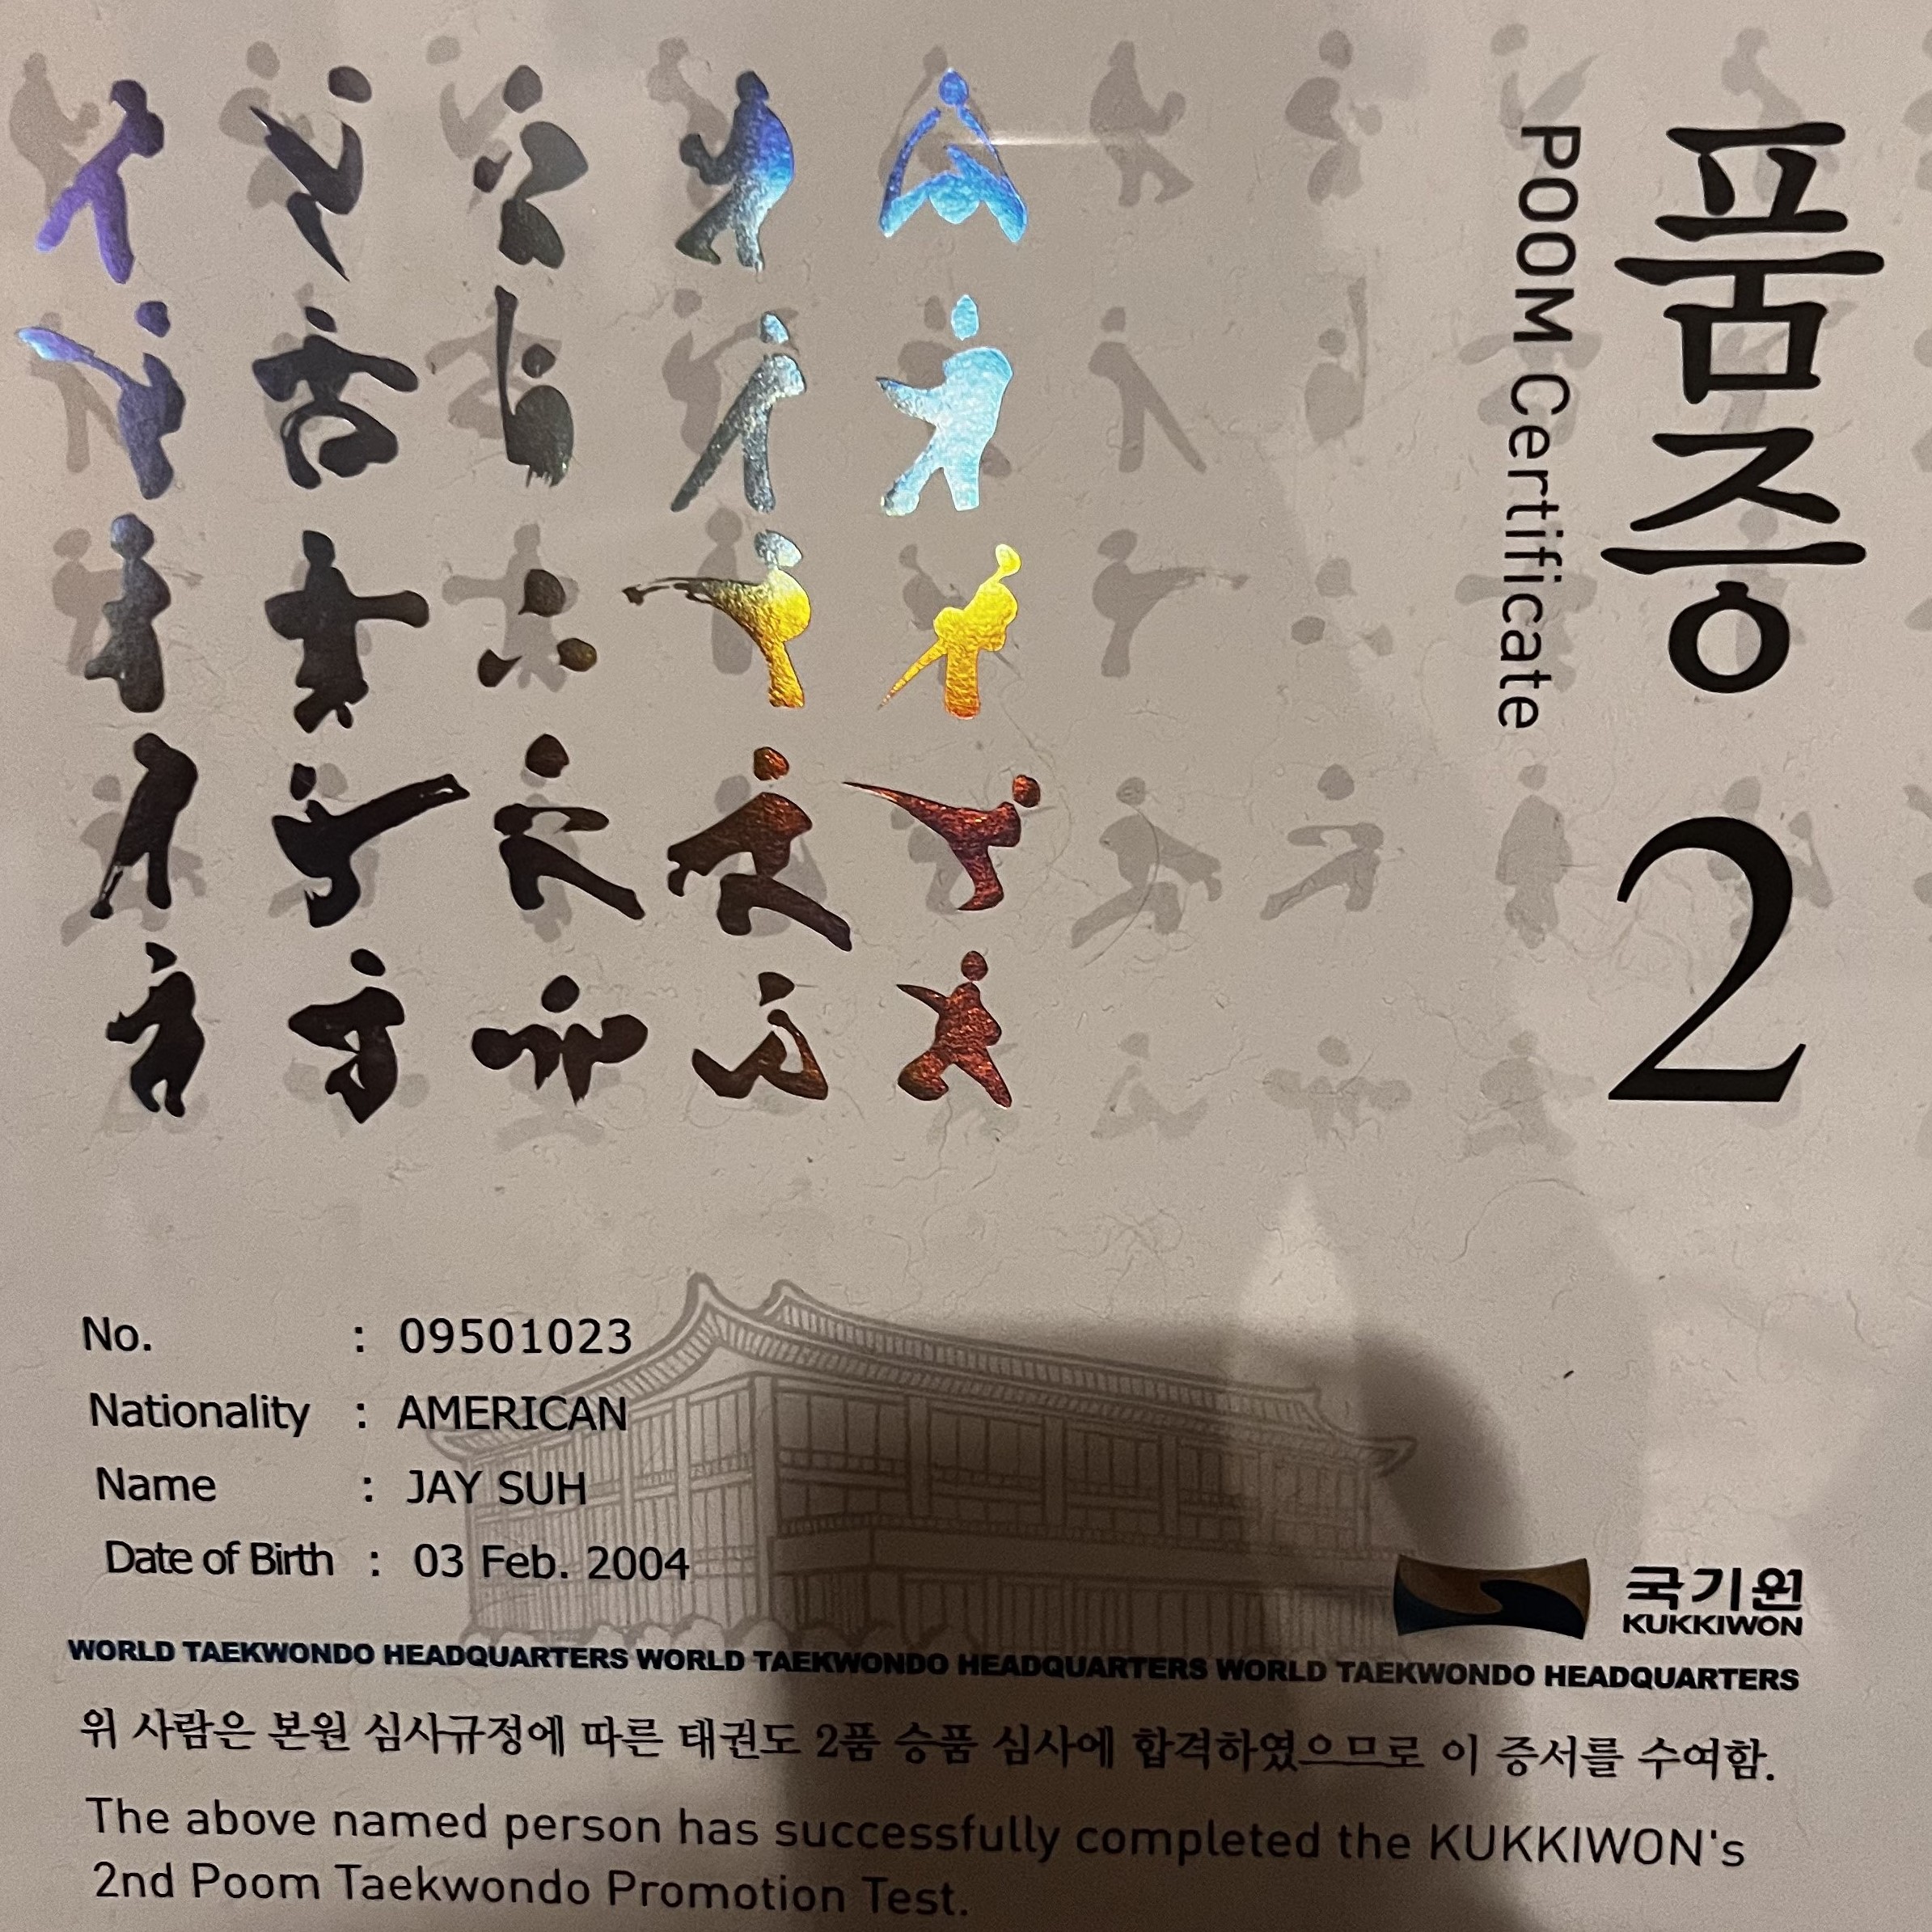 품증 2
POOM Certificate
No. : 09501023
Nationality : AMERICAN
Name : JAY SUH
Date of Birth : 03 Feb. 2004
국기원
KUKKIWON
WORLD TAEKWONDO HEADQUARTERS WORLD TAEKWONDO HEADQUARTERS WORLD TAEKWONDO HEADQUARTERS
위 사람은 본원 심사규정에 따른 태권도 2품 승품 심사에 합격하였으므로 이 증서를 수여함.
The above named person has successfully completed the KUKKIWON's
2nd Poom Taekwondo Promotion Test.